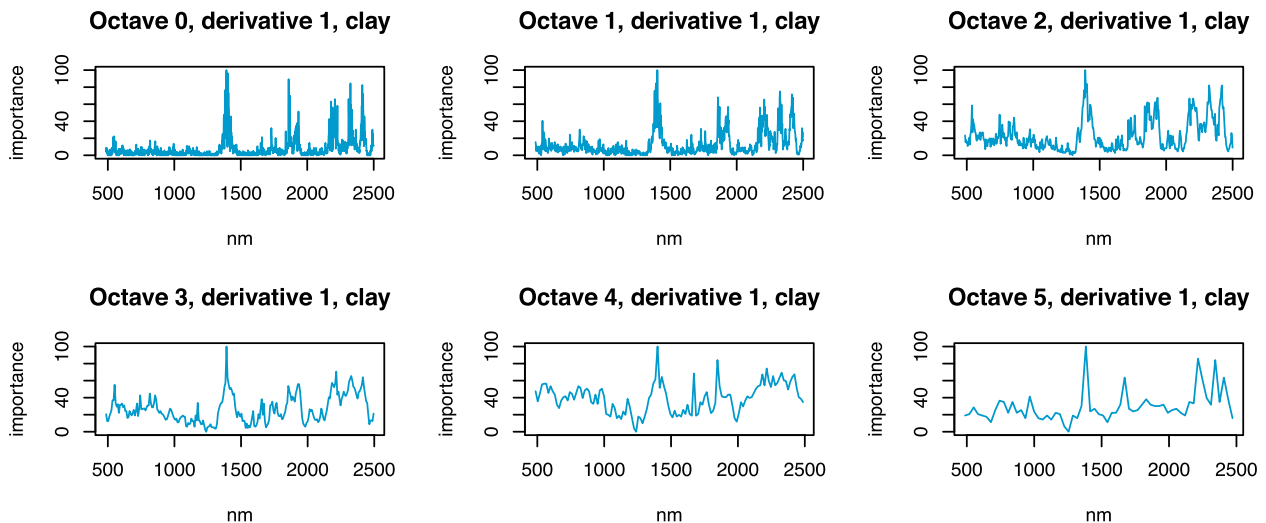 Octave 0, derivative 1, clay
importance
100
40
0
500 1000 1500 2000 2500
nm
Octave 1, derivative 1, clay
importance
100
40
0
500 1000 1500 2000 2500
nm
Octave 2, derivative 1, clay
importance
100
40
0
500 1000 1500 2000 2500
nm
Octave 3, derivative 1, clay
importance
100
40
0
500 1000 1500 2000 2500
nm
Octave 4, derivative 1, clay
importance
100
40
0
500 1000 1500 2000 2500
nm
Octave 5, derivative 1, clay
importance
100
40
0
500 1000 1500 2000 2500
nm